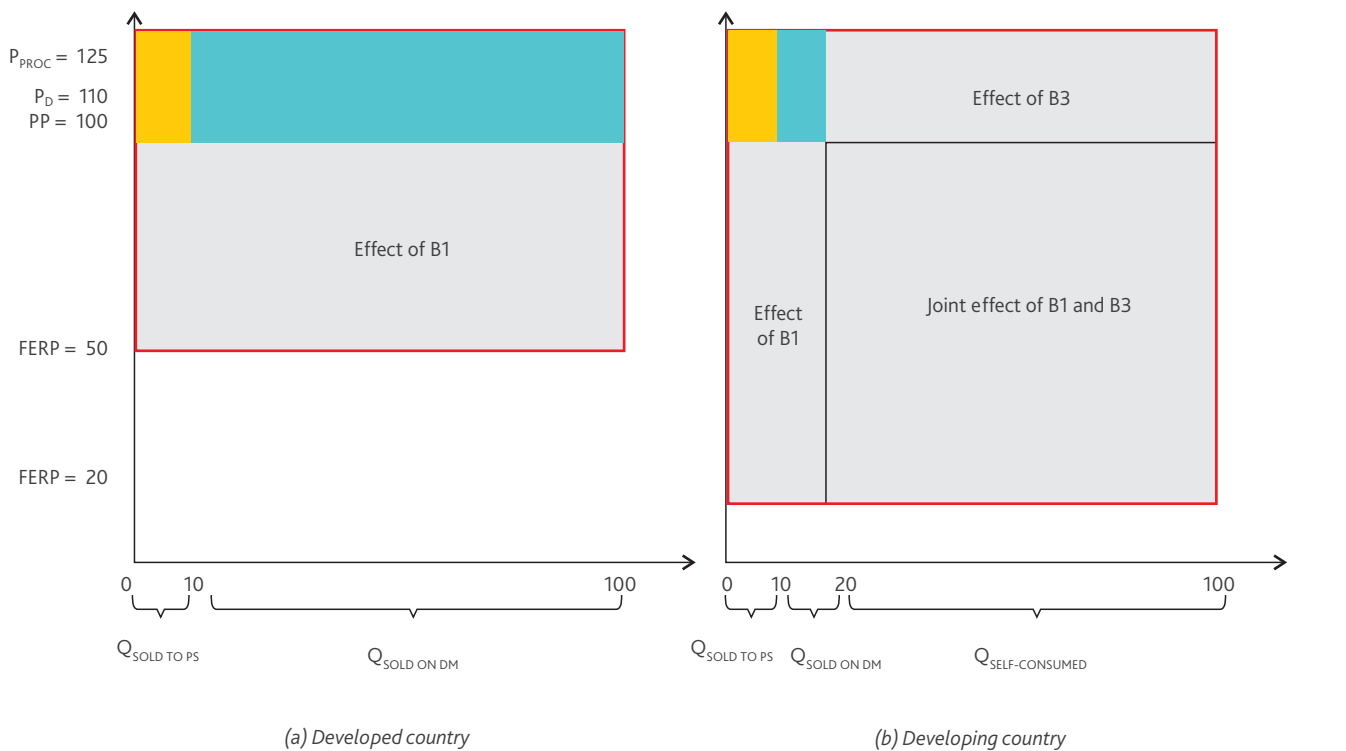 P_PROC = 125
P_D = 110
PP = 100
FERP = 50
FERP = 20
Effect of B1
0 10 100
Q_SOLD TO PS
Q_SOLD ON DM
(a) Developed country
Effect of B3
Effect
of B1
Joint effect of B1 and B3
0 10 20 100
Q_SOLD TO PS
Q_SOLD ON DM
Q_SELF-CONSUMED
(b) Developing country